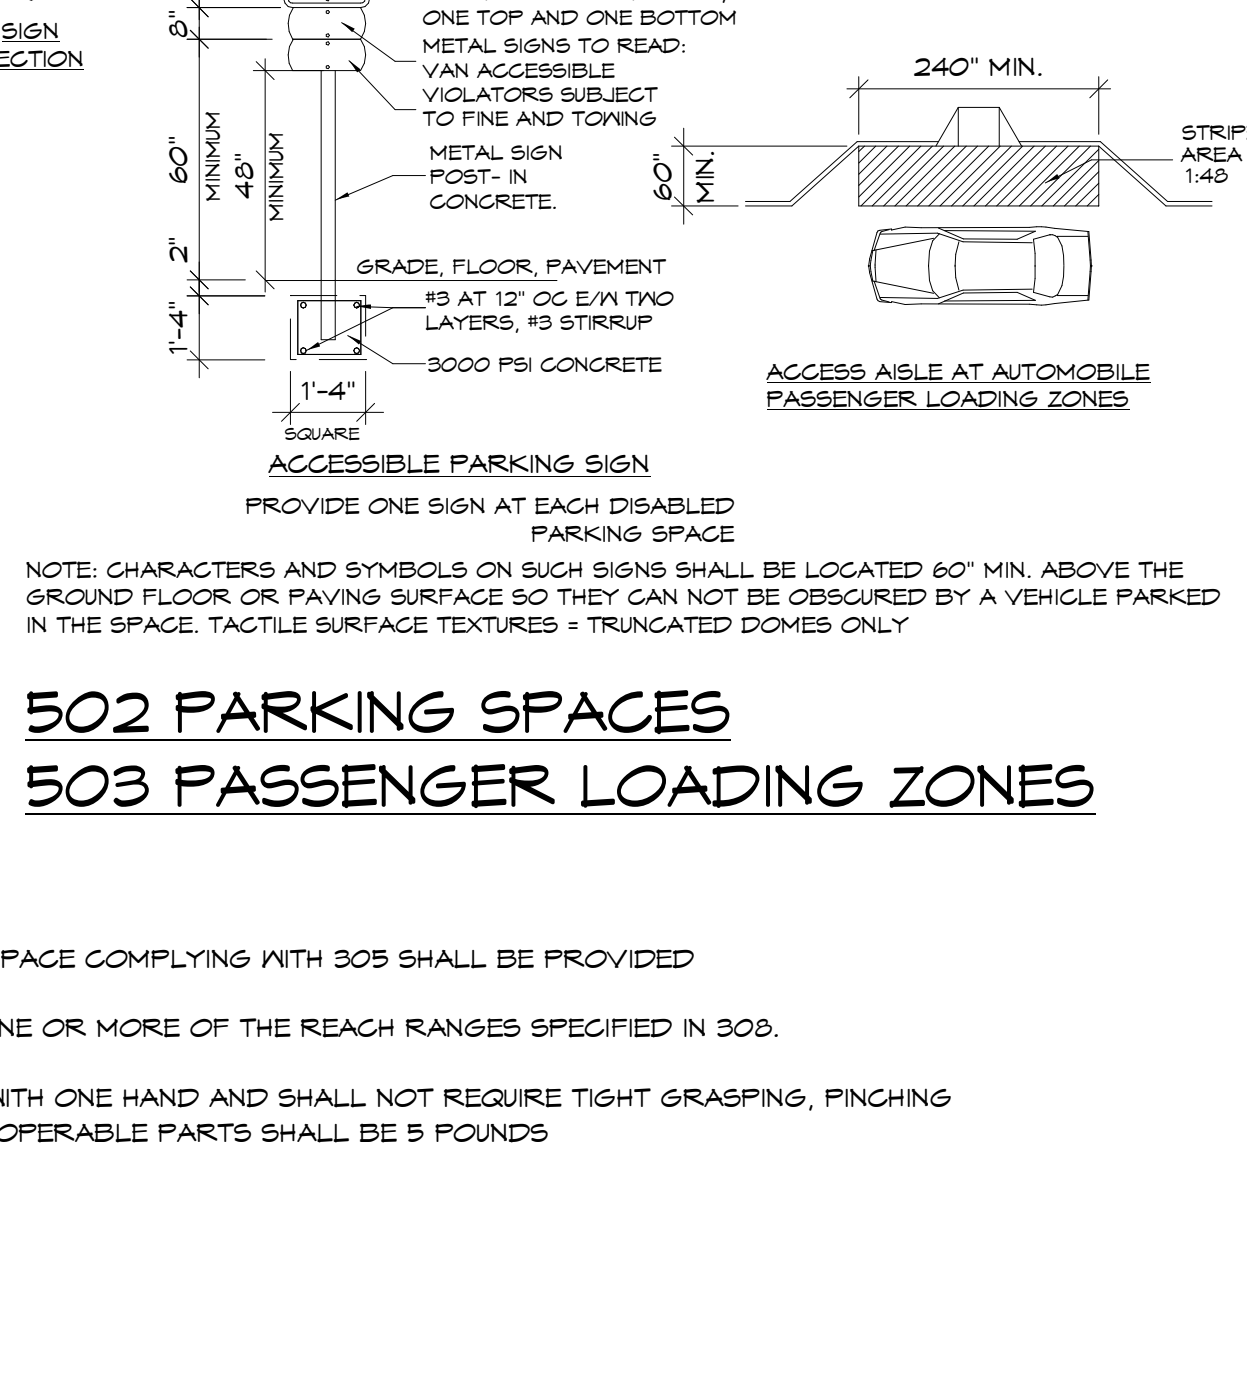 SIGN
ECTION
8"
60"
MINIMUM
48"
MINIMUM
2"
1'-4"
ONE TOP AND ONE BOTTOM
METAL SIGNS TO READ:
VAN ACCESSIBLE
VIOLATORS SUBJECT
TO FINE AND TOWING
METAL SIGN
POST- IN
CONCRETE.
GRADE, FLOOR, PAVEMENT
#3 AT 12" OC E/W TWO
LAYERS, #3 STIRRUP
3000 PSI CONCRETE
1'-4"
SQUARE
ACCESSIBLE PARKING SIGN
PROVIDE ONE SIGN AT EACH DISABLED
PARKING SPACE
240" MIN.
60"
MIN.
STRIP
AREA
1:48
ACCESS AISLE AT AUTOMOBILE
PASSENGER LOADING ZONES
NOTE: CHARACTERS AND SYMBOLS ON SUCH SIGNS SHALL BE LOCATED 60" MIN. ABOVE THE
GROUND FLOOR OR PAVING SURFACE SO THEY CAN NOT BE OBSCURED BY A VEHICLE PARKED
IN THE SPACE. TACTILE SURFACE TEXTURES = TRUNCATED DOMES ONLY
502 PARKING SPACES
503 PASSENGER LOADING ZONES
PACE COMPLYING WITH 305 SHALL BE PROVIDED
NE OR MORE OF THE REACH RANGES SPECIFIED IN 308.
WITH ONE HAND AND SHALL NOT REQUIRE TIGHT GRASPING, PINCHING
OPERABLE PARTS SHALL BE 5 POUNDS